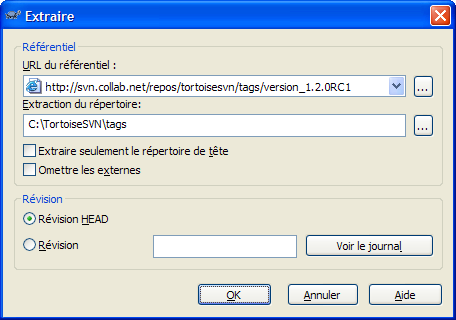 Extraire
Référentiel
URL du référentiel :
http://svn.collab.net/repos/tortoisesvn/tags/version_1.2.0RC1
...
Extraction du répertoire:
C:\TortoiseSVN\tags
...
Extraire seulement le répertoire de tête
Omettre les externes
Révision
Révision HEAD
Révision
Voir le journal
OK
Annuler
Aide